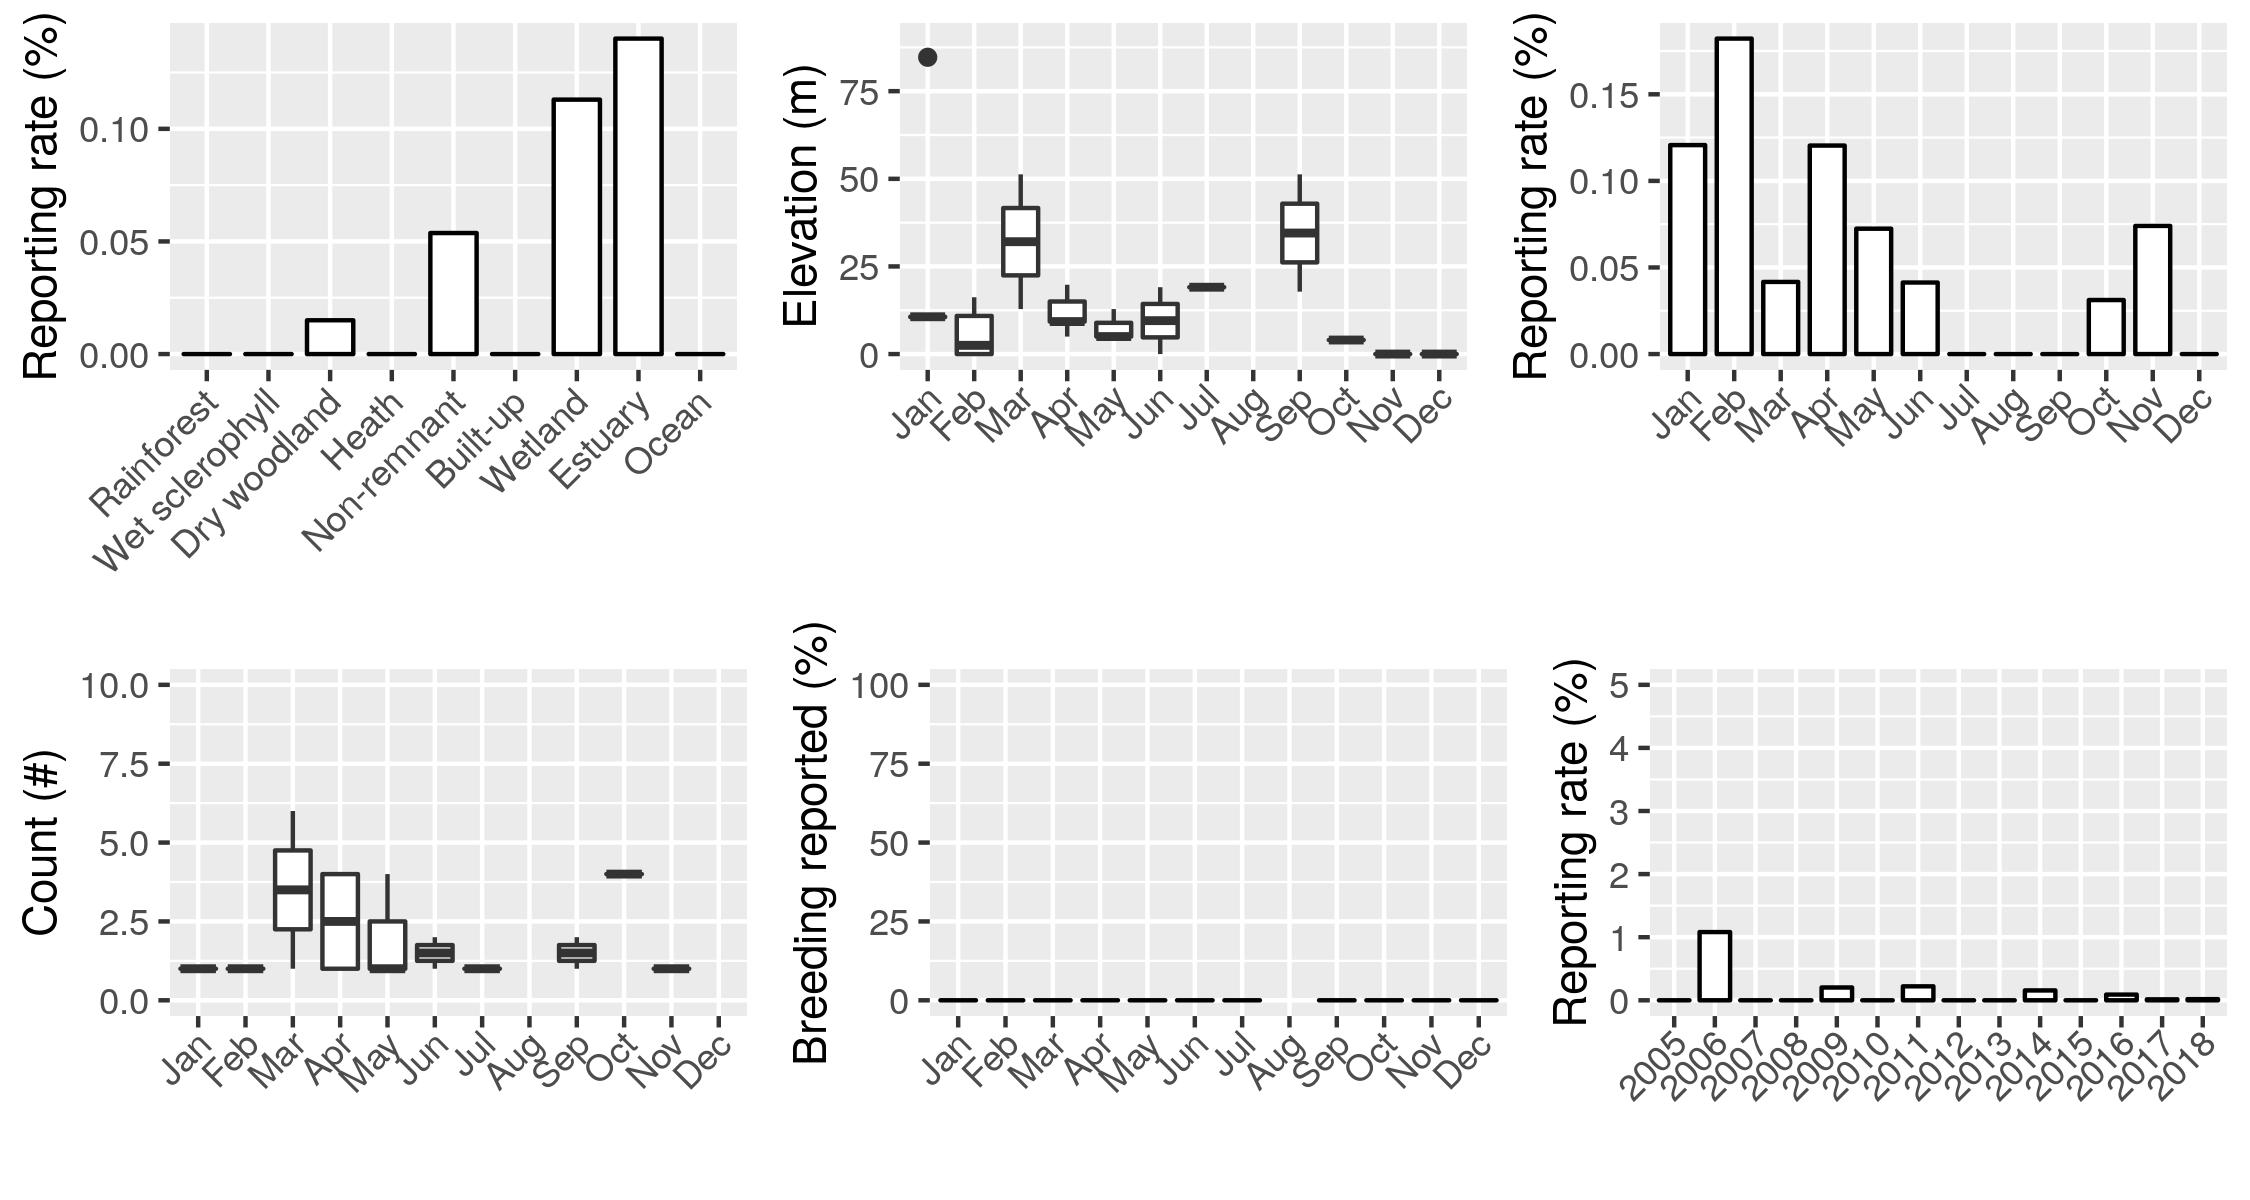 Reporting rate (%)
0.10
0.05
0.00
Rainforest
Wet sclerophyll
Dry woodland
Heath
Non-remnant
Built-up
Wetland
Estuary
Ocean
Elevation (m)
75
50
25
0
Jan
Feb
Mar
Apr
May
Jun
Jul
Aug
Sep
Oct
Nov
Dec
Reporting rate (%)
0.15
0.10
0.05
0.00
Jan
Feb
Mar
Apr
May
Jun
Jul
Aug
Sep
Oct
Nov
Dec
Count (#)
10.0
7.5
5.0
2.5
0.0
Jan
Feb
Mar
Apr
May
Jun
Jul
Aug
Sep
Oct
Nov
Dec
Breeding reported (%)
100
75
50
25
0
Jan
Feb
Mar
Apr
May
Jun
Jul
Aug
Sep
Oct
Nov
Dec
Reporting rate (%)
5
4
3
2
1
0
2005
2006
2007
2008
2009
2010
2011
2012
2013
2014
2015
2016
2017
2018